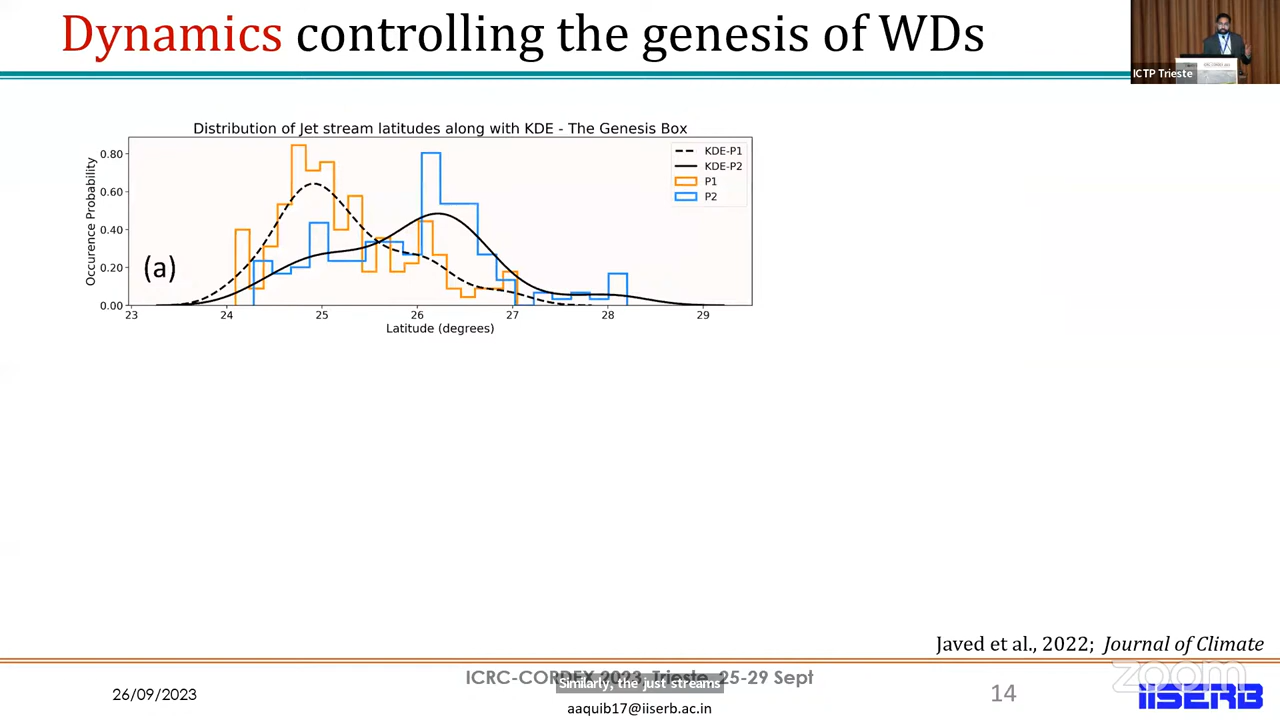 Dynamics controlling the genesis of WDs
ICTP Trieste
Distribution of Jet stream latitudes along with KDE - The Genesis Box
Occurence Probability
0.80
0.60
0.40
0.20
0.00
(a)
KDE-P1
KDE-P2
P1
P2
23 24 25 26 27 28 29
Latitude (degrees)
Javed et al., 2022; Journal of Climate
ICRC-CORDEX 2023, Trieste, 25-29 Sept
Similarly, the just streams
26/09/2023
aaquib17@iiserb.ac.in
14
zoom
IISERB